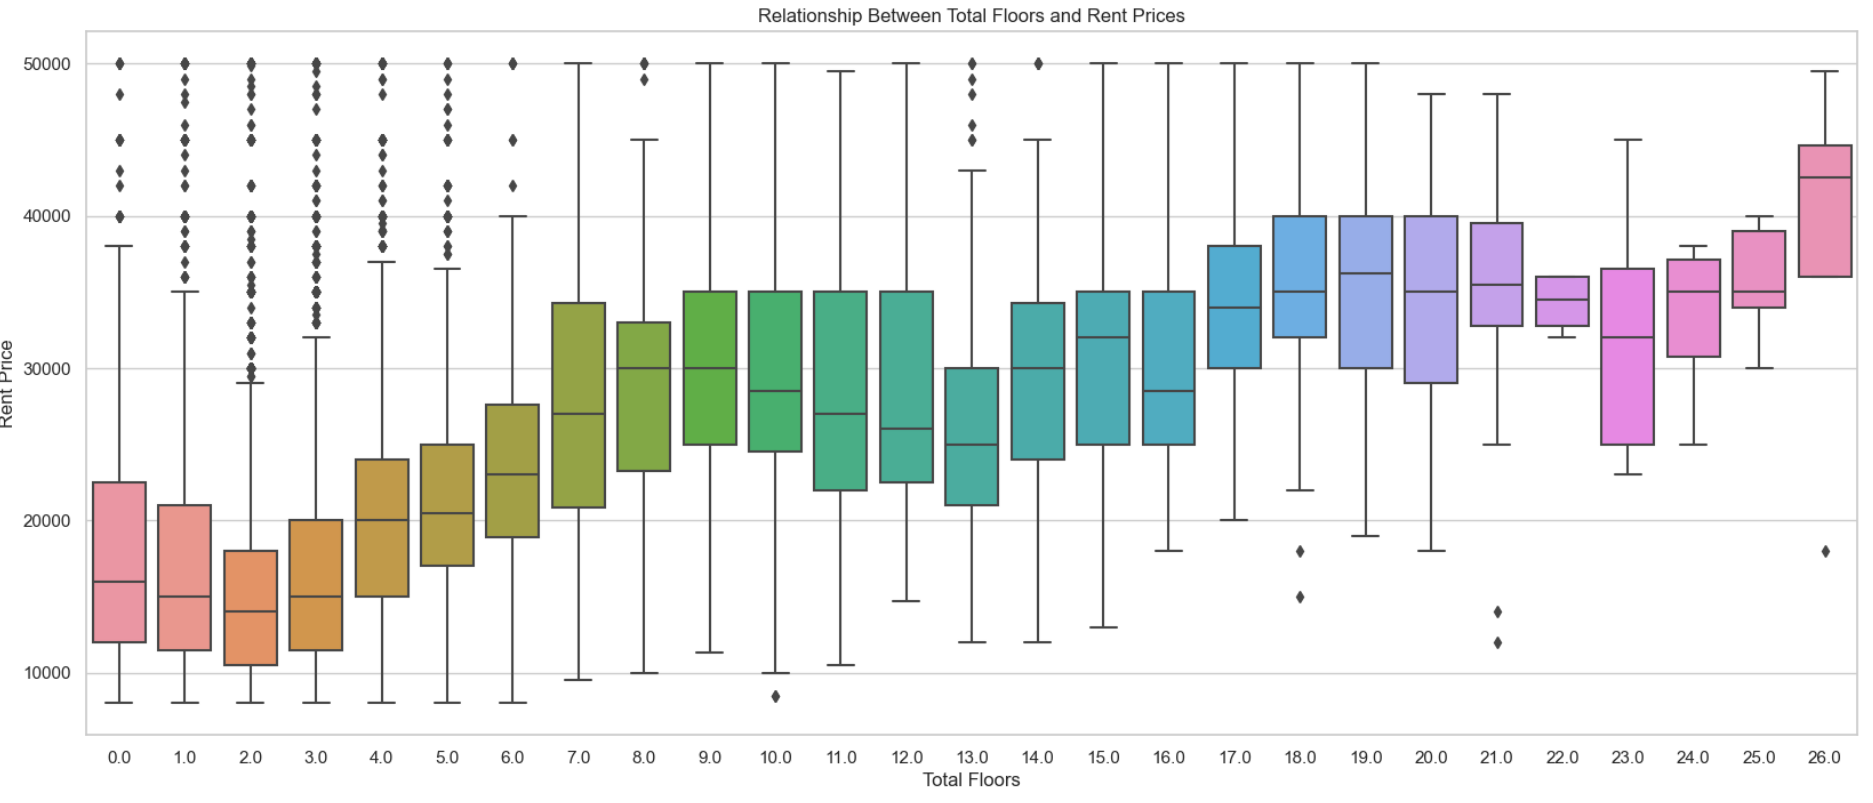 Relationship Between Total Floors and Rent Prices
50000
40000
30000
20000
10000
Rent Price
0.0 1.0 2.0 3.0 4.0 5.0 6.0 7.0 8.0 9.0 10.0 11.0 12.0 13.0 14.0 15.0 16.0 17.0 18.0 19.0 20.0 21.0 22.0 23.0 24.0 25.0 26.0
Total Floors